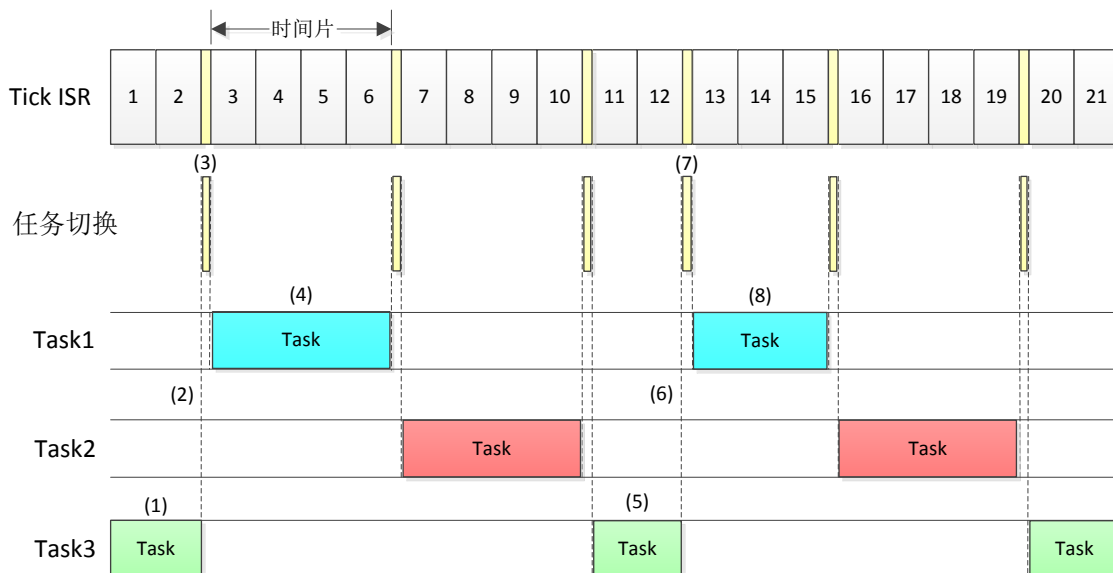 时间片
Tick ISR 1 2 3 4 5 6 7 8 9 10 11 12 13 14 15 16 17 18 19 20 21
(3) (7)
任务切换
(4) (8)
Task1 Task Task
(2) (6)
Task2 Task Task
(1) (5)
Task3 Task Task Task